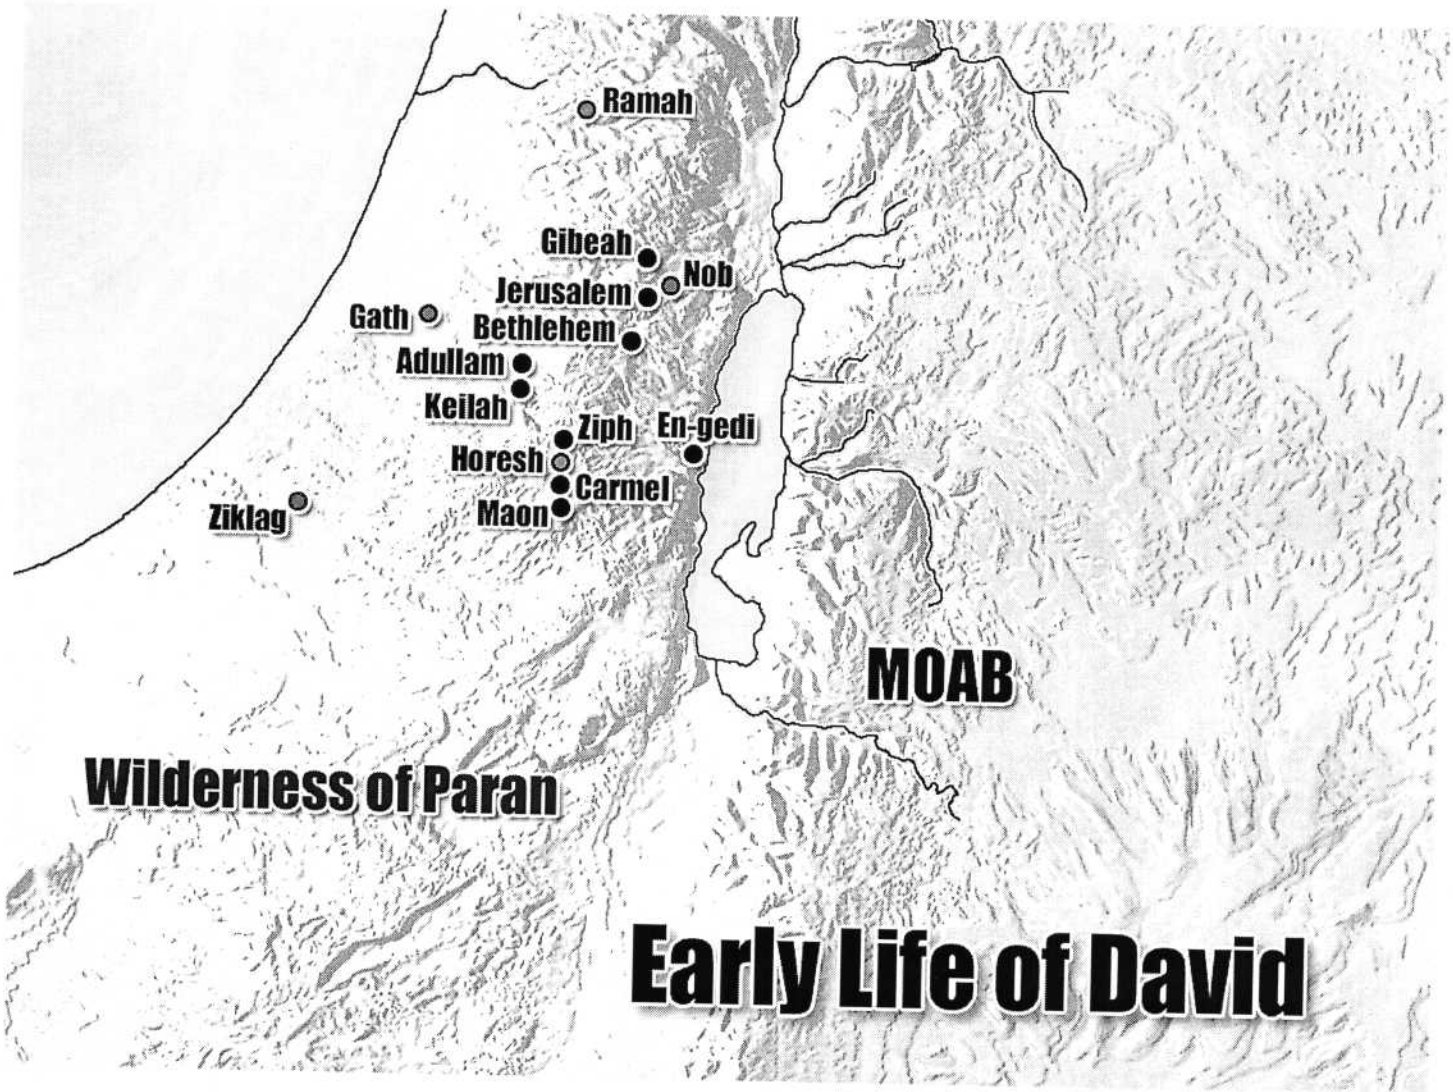 Ramah
Gibeah
Nob
Jerusalem
Gath
Bethlehem
Adullam
Keilah
Ziph
En-gedi
Horesh
Carmel
Maon
Ziklag
MOAB
Wilderness of Paran
Early Life of David